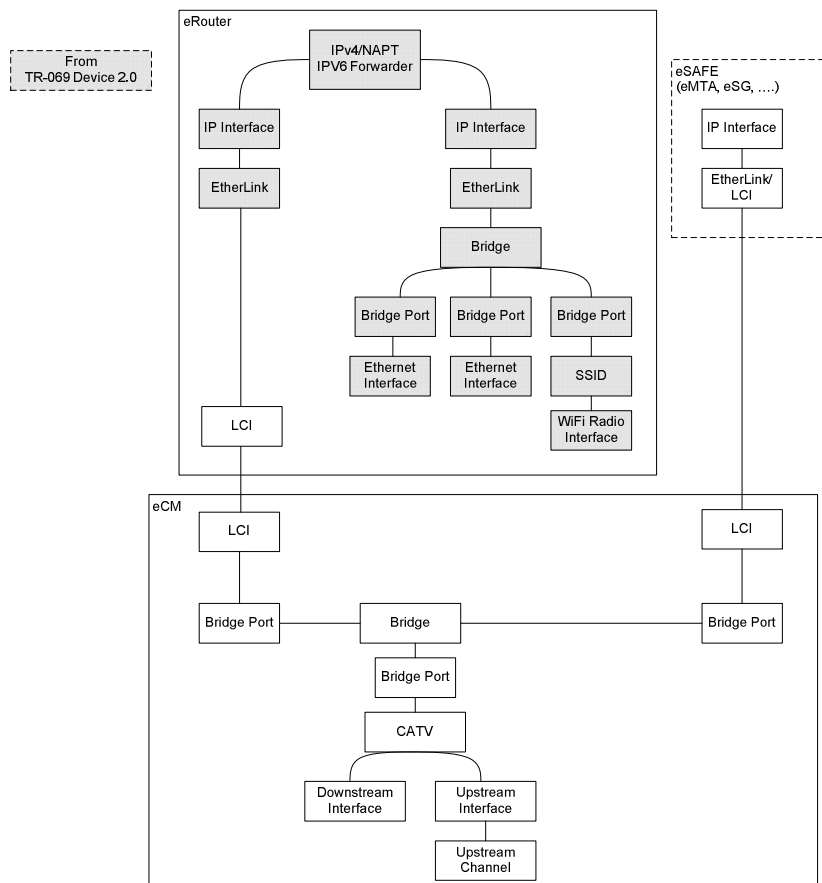 eRouter
From
TR-069 Device 2.0
IPv4/NAPT
IPV6 Forwarder
eSAFE
(eMTA, eSG, ....)
IP Interface
IP Interface
IP Interface
EtherLink
EtherLink
EtherLink/
LCI
Bridge
Bridge Port
Bridge Port
Bridge Port
Ethernet
Interface
Ethernet
Interface
SSID
WiFi Radio
Interface
LCI
eCM
LCI
LCI
Bridge Port
Bridge
Bridge Port
Bridge Port
CATV
Downstream
Interface
Upstream
Interface
Upstream
Channel